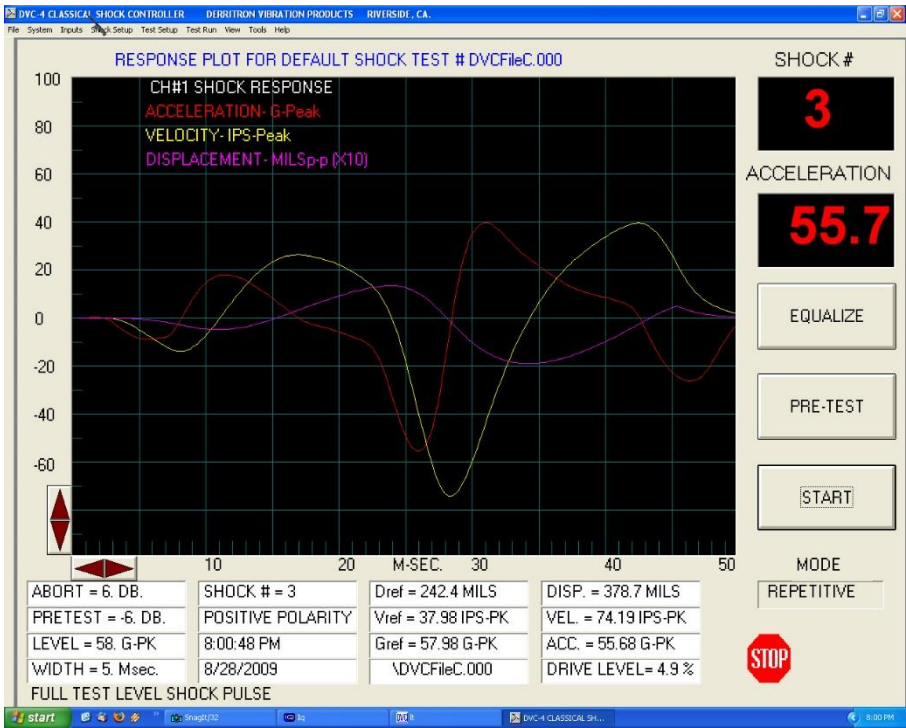 DVC-4 CLASSICAL SHOCK CONTROLLER DERRITRON VIBRATION PRODUCTS RIVERSIDE, CA.
File System Inputs Shock Setup Test Setup Test Run View Tools Help
RESPONSE PLOT FOR DEFAULT SHOCK TEST # DVCFileC.000
SHOCK #
3
ACCELERATION
55.7
EQUALIZE
PRE-TEST
START
MODE
REPETITIVE
STOP
CH#1 SHOCK RESPONSE
ACCELERATION- G-Peak
VELOCITY- IPS-Peak
DISPLACEMENT- MILSp-p (X10)
100
80
60
40
20
0
-20
-40
-60
10 20 M-SEC. 30 40 50
ABORT = 6. DB. SHOCK # = 3 Dref = 242.4 MILS DISP. = 378.7 MILS
PRETEST = -6. DB. POSITIVE POLARITY Vref = 37.98 IPS-PK VEL. = 74.19 IPS-PK
LEVEL = 58. G-PK 8:00:48 PM Gref = 57.98 G-PK ACC. = 55.68 G-PK
WIDTH = 5. Msec. 8/28/2009 \DVCFileC.000 DRIVE LEVEL= 4.9 %
FULL TEST LEVEL SHOCK PULSE
start SnagIt/32 DVC-4 CLASSICAL SH... 8:00 PM